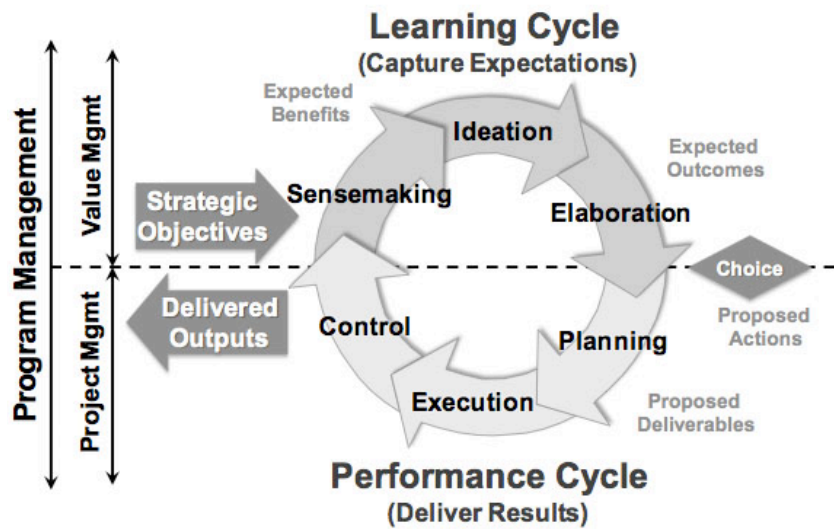 Learning Cycle
(Capture Expectations)
Expected
Benefits
Ideation
Expected
Outcomes
Sensemaking
Elaboration
Strategic
Objectives
Value Mgmt
Program Management
Choice
Delivered
Outputs
Control
Planning
Proposed
Actions
Project Mgmt
Execution
Proposed
Deliverables
Performance Cycle
(Deliver Results)